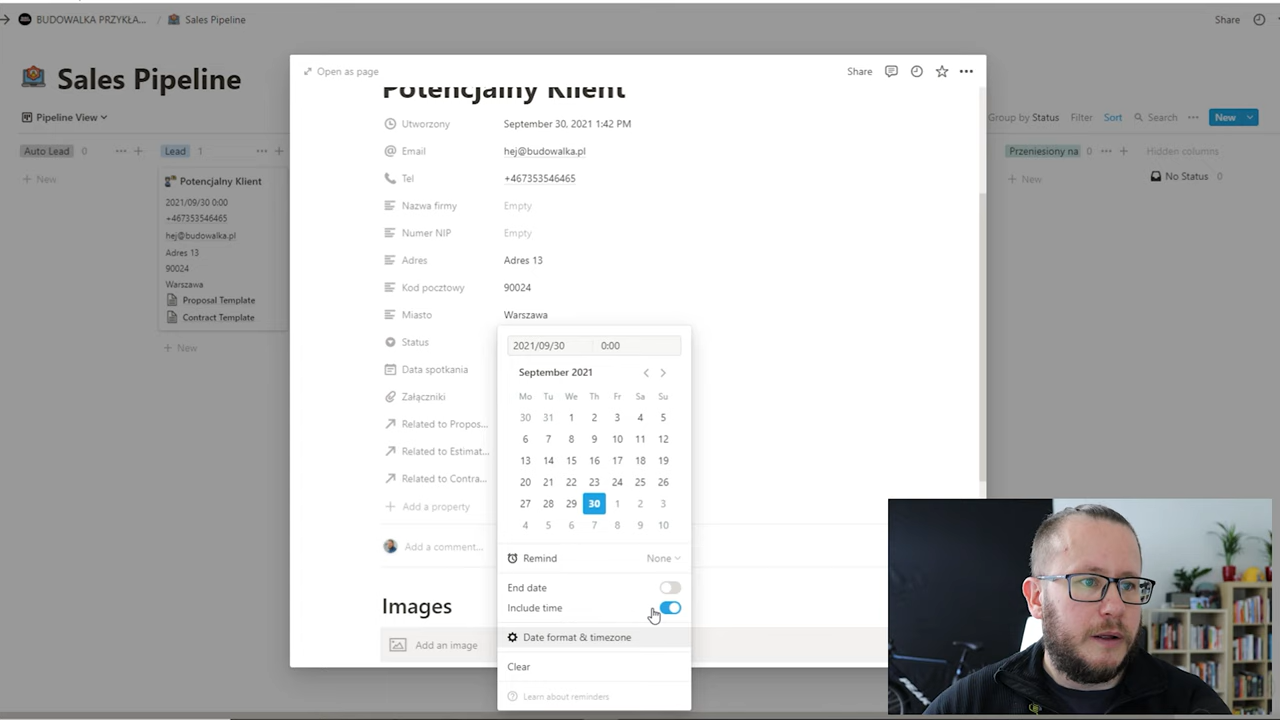 BUDOWALKA PRZYKŁA... / Sales Pipeline
Share
Sales Pipeline
Pipeline View
Group by Status Filter Sort Search ... New
Auto Lead 0 ... +
Lead 1 ... +
Przeniesiony na 0 ... +
Hidden columns
+ New
Potencjalny Klient
2021/09/30 0:00
+467353546465
hej@budowalka.pl
Adres 13
90024
Warszawa
Proposal Template
Contract Template
+ New
+ New
No Status 0
Open as page
Share
Potencjalny Klient
Utworzony September 30, 2021 1:42 PM
Email hej@budowalka.pl
Tel +467353546465
Nazwa firmy Empty
Numer NIP Empty
Adres Adres 13
Kod pocztowy 90024
Miasto Warszawa
Status
Data spotkania
Załączniki
Related to Propos...
Related to Estimat...
Related to Contra...
+ Add a property
Add a comment...
Images
Add an image
2021/09/30 0:00
September 2021
Mo Tu We Th Fr Sa Su
30 31 1 2 3 4 5
6 7 8 9 10 11 12
13 14 15 16 17 18 19
20 21 22 23 24 25 26
27 28 29 30 1 2 3
4 5 6 7 8 9 10
Remind None
End date
Include time
Date format & timezone
Clear
Learn about reminders